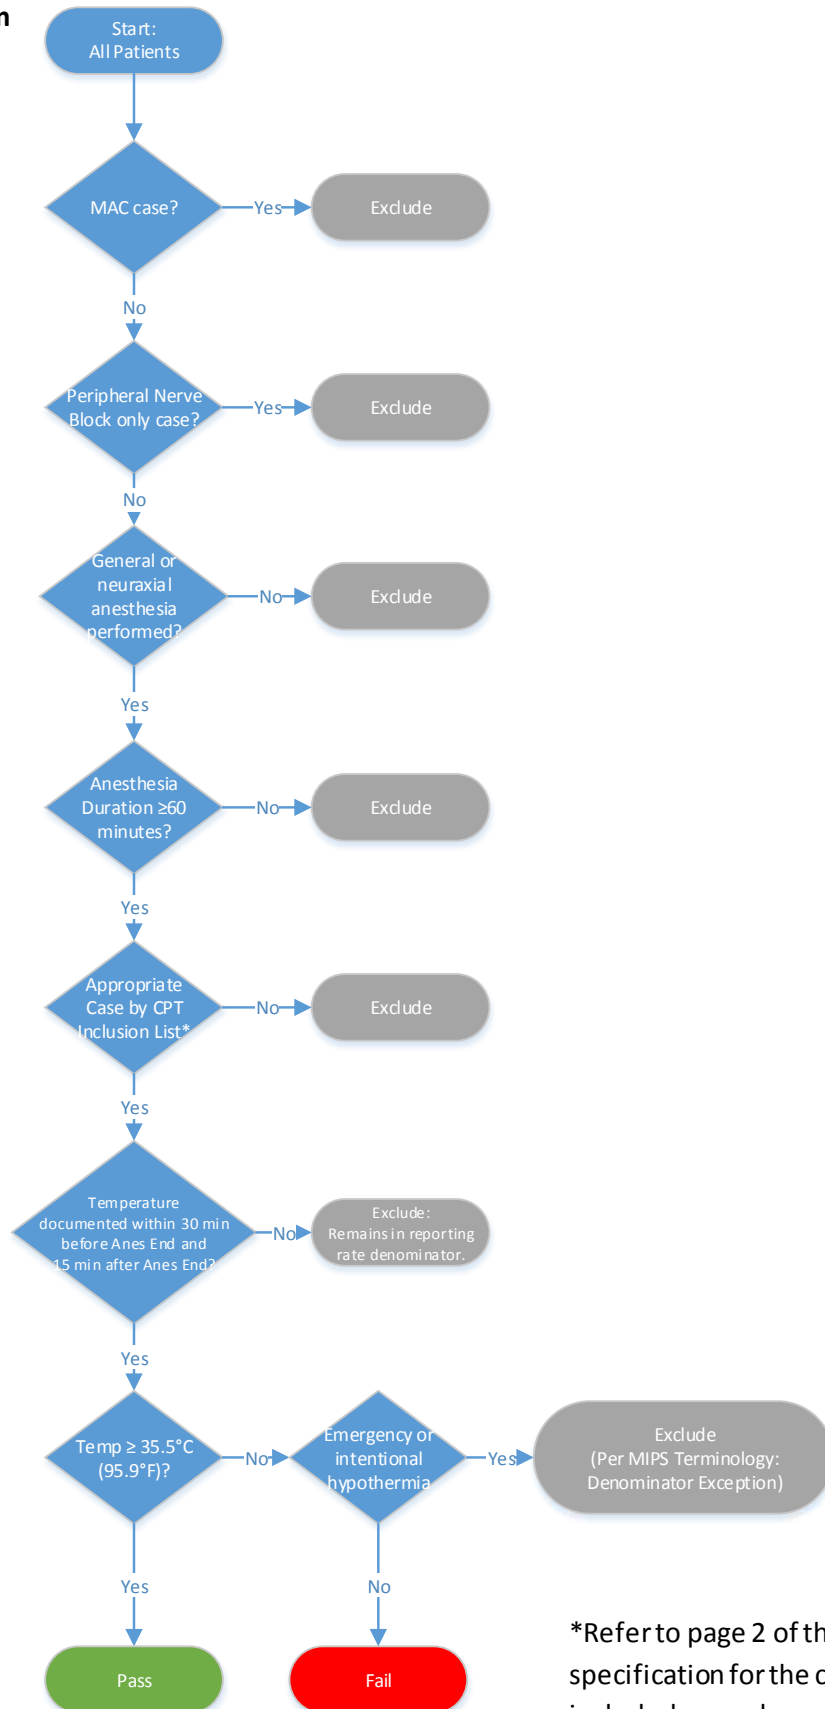 n
Start:
All Patients
MAC case?
Yes
Exclude
No
Peripheral Nerve
Block only case?
Yes
Exclude
No
General or
neuraxial
anesthesia
performed?
No
Exclude
Yes
Anesthesia
Duration ≥60
minutes?
No
Exclude
Yes
Appropriate
Case by CPT
Inclusion List*
No
Exclude
Yes
Temperature
documented within 30 min
before Anes End and
15 min after Anes End?
No
Exclude:
Remains in reporting
rate denominator.
Yes
Temp ≥ 35.5°C
(95.9°F)?
No
Emergency or
intentional
hypothermia
Yes
Exclude
(Per MIPS Terminology:
Denominator Exception)
Yes
No
Pass
Fail
*Refer to page 2 of th
specification for the